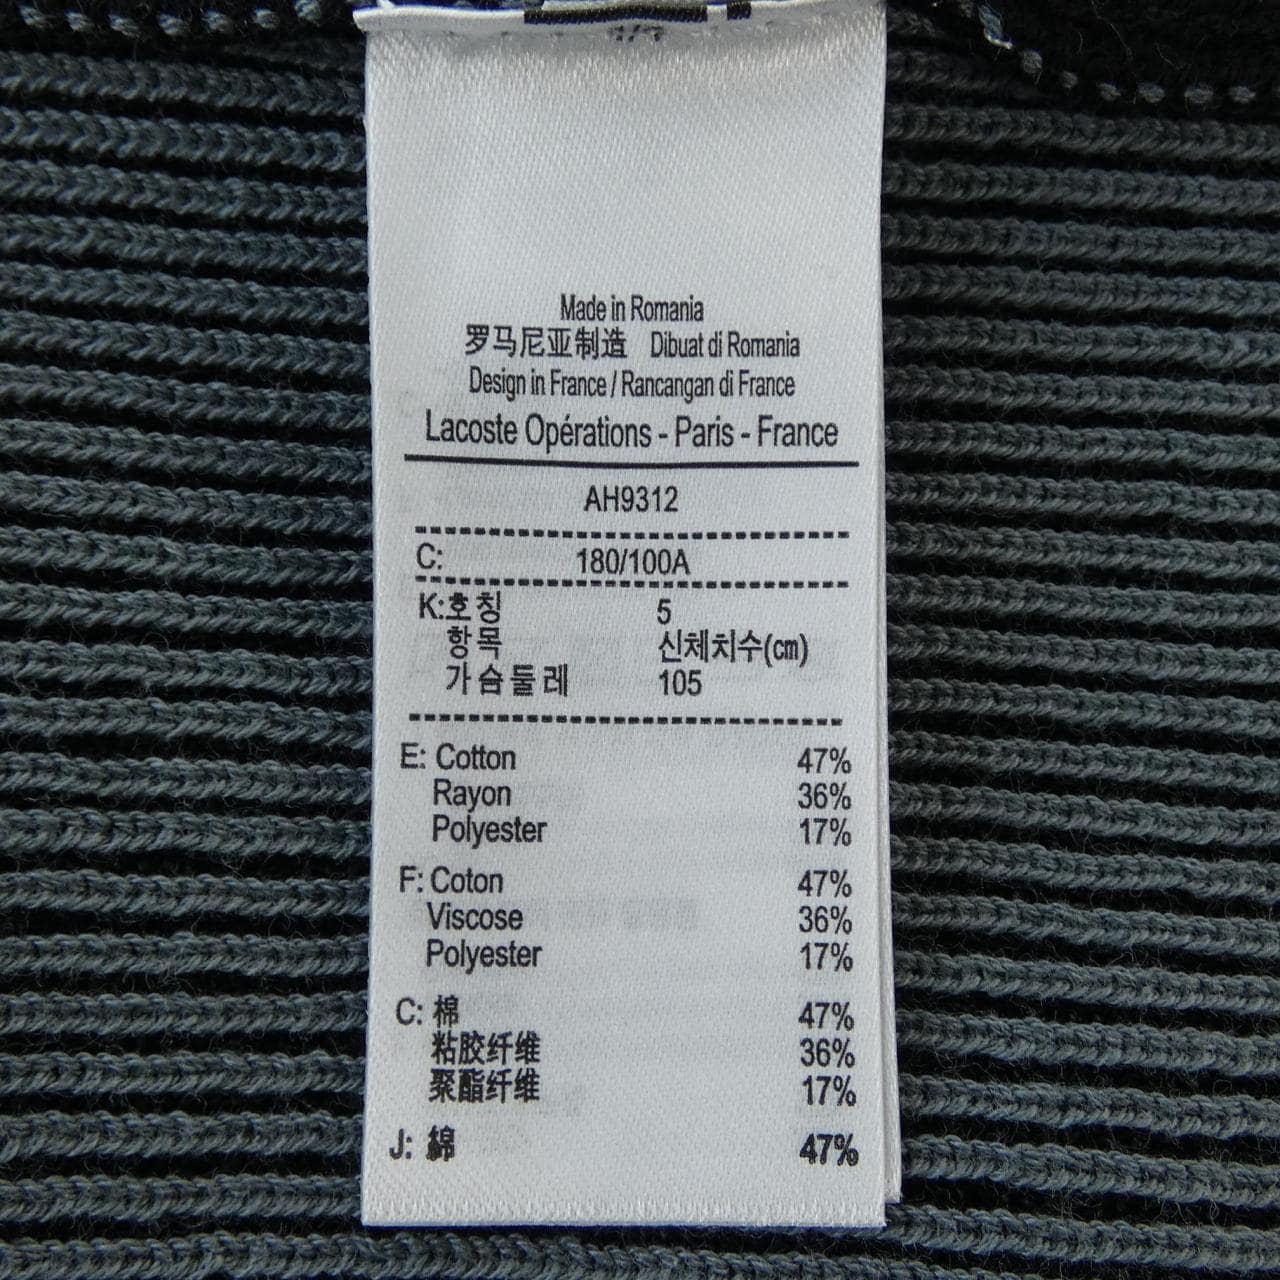 Made in Romania
罗马尼亚制造 Dibuat di Romania
Design in France / Rancangan di France
Lacoste Opérations - Paris - France
AH9312
C: 180/100A
K:호칭 5
항목 신체치수(cm)
가슴둘레 105
E: Cotton 47%
Rayon 36%
Polyester 17%
F: Coton 47%
Viscose 36%
Polyester 17%
C: 棉 47%
粘胶纤维 36%
聚酯纤维 17%
J: 綿 47%